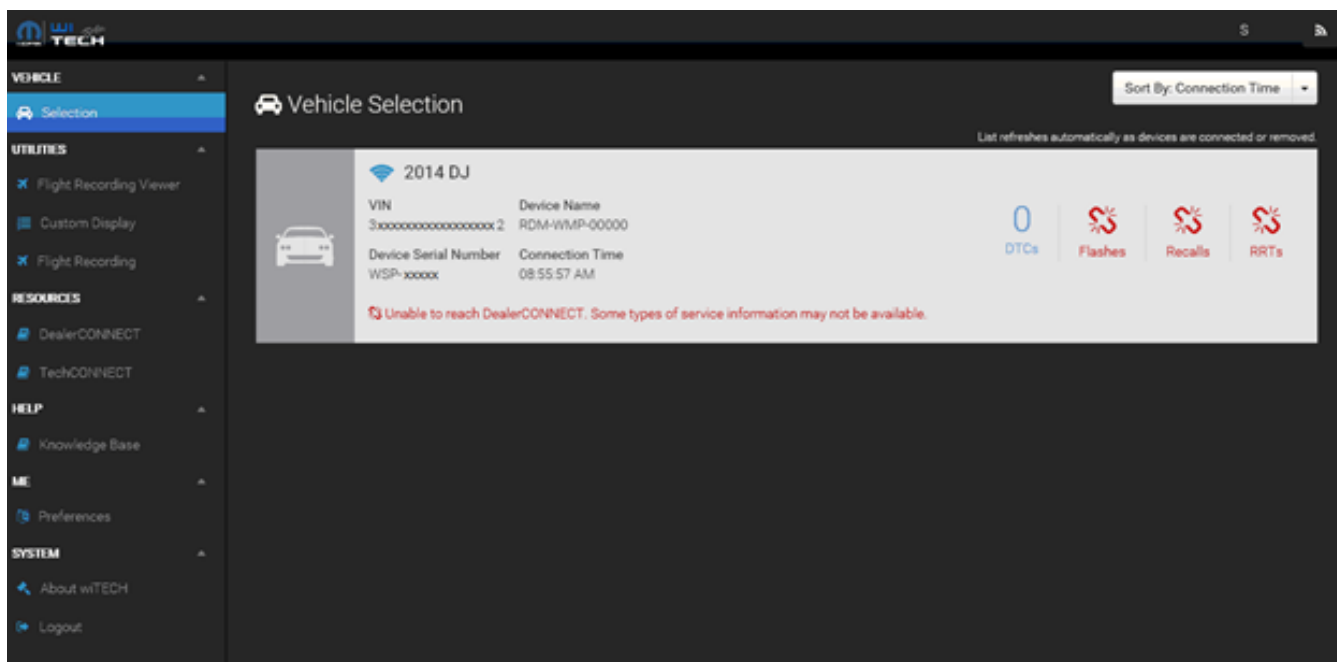 wi
TECH
S
VEHICLE
Selection
UTILITIES
Flight Recording Viewer
Custom Display
Flight Recording
RESOURCES
DealerCONNECT
TechCONNECT
HELP
Knowledge Base
ME
Preferences
SYSTEM
About wiTECH
Logout
Vehicle Selection
Sort By: Connection Time
List refreshes automatically as devices are connected or removed.
2014 DJ
VIN Device Name
3xxxxxxxxxxxxxxxxx2 RDM-WMP-00000
Device Serial Number Connection Time
WSP-xxxxx 08:55:57 AM
0
DTCs Flashes Recalls RRTs
Unable to reach DealerCONNECT. Some types of service information may not be available.